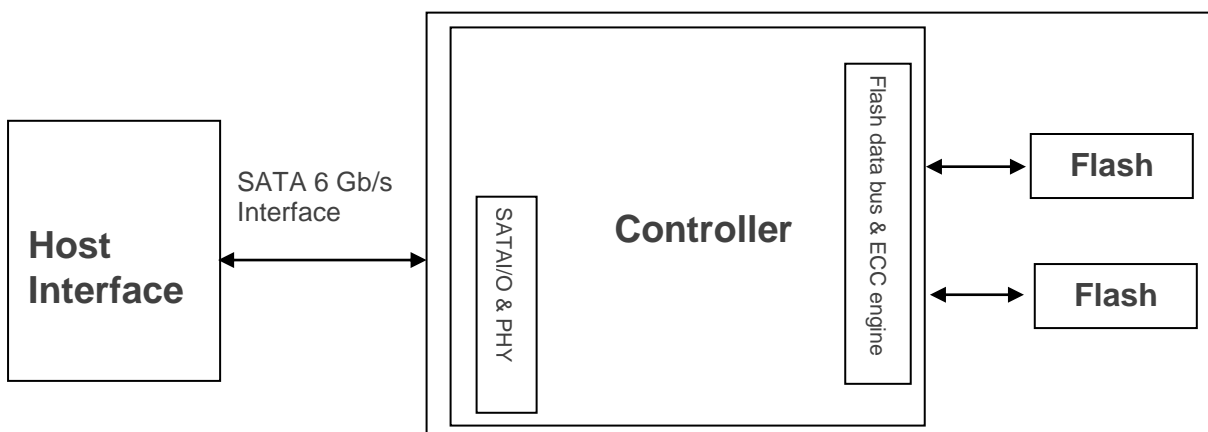 Host
Interface
SATA 6 Gb/s
Interface
SATAI/O & PHY
Controller
Flash data bus & ECC engine
Flash
Flash